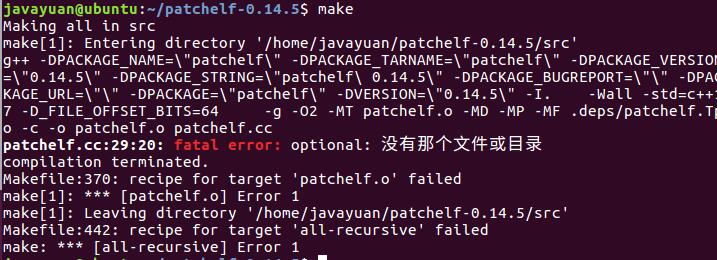 javayuan@ubuntu:~/patchelf-0.14.5$ make
Making all in src
make[1]: Entering directory '/home/javayuan/patchelf-0.14.5/src'
g++ -DPACKAGE_NAME=\"patchelf\" -DPACKAGE_TARNAME=\"patchelf\" -DPACKAGE_VERSION
=\"0.14.5\" -DPACKAGE_STRING=\"patchelf\ 0.14.5\" -DPACKAGE_BUGREPORT=\"\" -DPAC
KAGE_URL=\"\" -DPACKAGE=\"patchelf\" -DVERSION=\"0.14.5\" -I.    -Wall -std=c++1
7 -D_FILE_OFFSET_BITS=64     -g -O2 -MT patchelf.o -MD -MP -MF .deps/patchelf.Tp
o -c -o patchelf.o patchelf.cc
patchelf.cc:29:20: fatal error: optional: 没有那个文件或目录
compilation terminated.
Makefile:370: recipe for target 'patchelf.o' failed
make[1]: *** [patchelf.o] Error 1
make[1]: Leaving directory '/home/javayuan/patchelf-0.14.5/src'
Makefile:442: recipe for target 'all-recursive' failed
make: *** [all-recursive] Error 1
javayuan@ubuntu:~/patchelf-0.14.5$